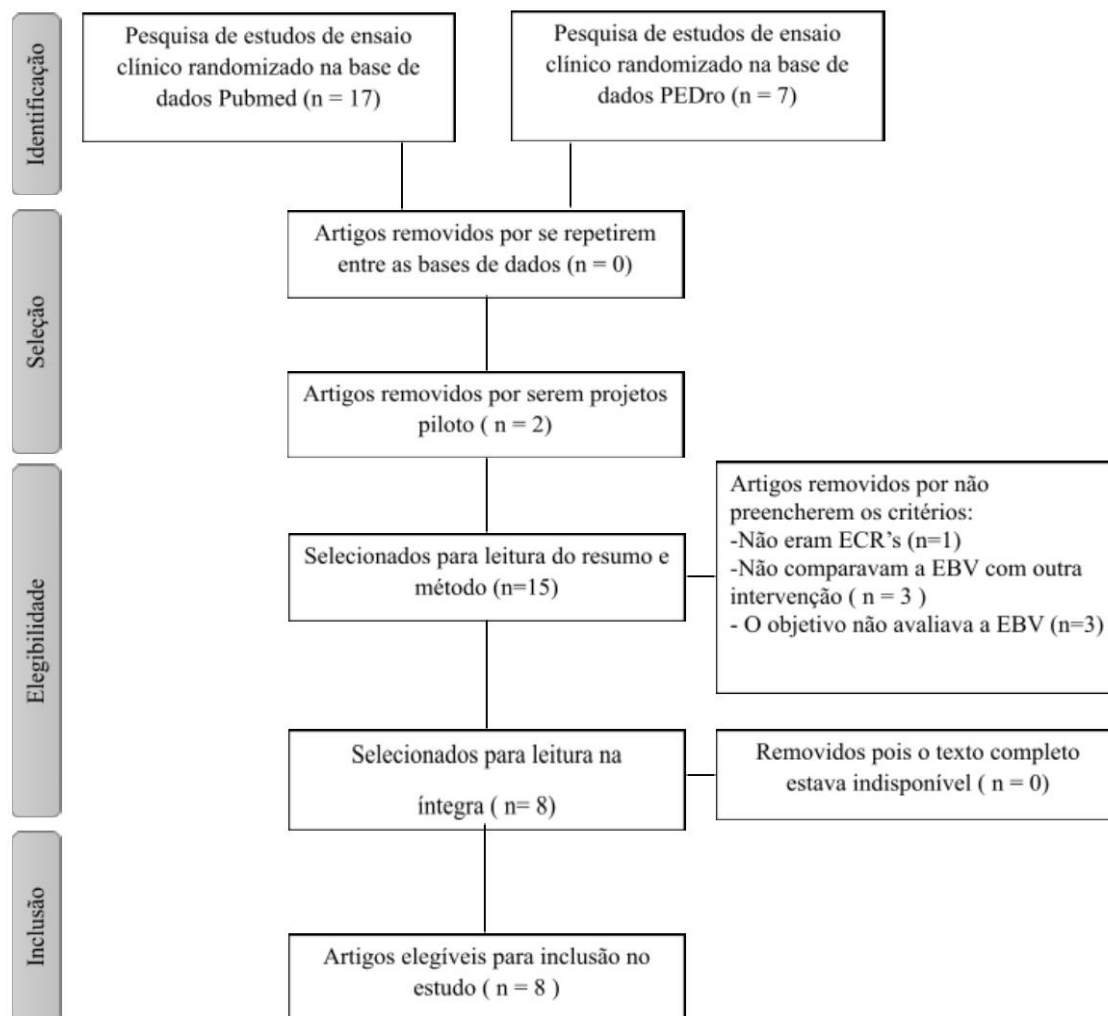 Identificação
Pesquisa de estudos de ensaio
clínico randomizado na base de
dados Pubmed (n = 17)
Pesquisa de estudos de ensaio
clínico randomizado na base de
dados PEDro (n = 7)
Seleção
Artigos removidos por se repetirem
entre as bases de dados (n = 0)
Artigos removidos por serem projetos
piloto ( n = 2)
Elegibilidade
Selecionados para leitura do resumo e
método (n=15)
Artigos removidos por não
preencherem os critérios:
-Não eram ECR’s (n=1)
-Não comparavam a EBV com outra
intervenção ( n = 3 )
- O objetivo não avaliava a EBV (n=3)
Selecionados para leitura na
íntegra ( n= 8)
Removidos pois o texto completo
estava indisponível ( n = 0)
Inclusão
Artigos elegíveis para inclusão no
estudo ( n = 8 )